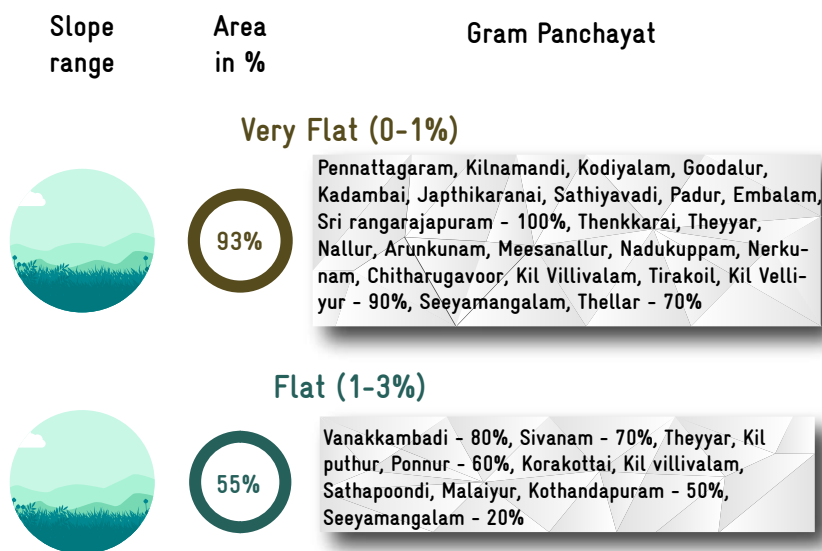 Slope range
Area in %
Gram Panchayat
Very Flat (0-1%)
93%
Pennattagaram, Kilnamandi, Kodiyalam, Goodalur,
Kadambai, Japthikaranai, Sathiyavadi, Padur, Embalam,
Sri rangarajapuram - 100%, Thenkkarai, Theyyar,
Nallur, Arunkunam, Meesanallur, Nadukuppam, Nerku-
nam, Chitharugavoor, Kil Villivalam, Tirakoil, Kil Velli-
yur - 90%, Seeyamangalam, Thellar - 70%
Flat (1-3%)
55%
Vanakkambadi - 80%, Sivanam - 70%, Theyyar, Kil
puthur, Ponnur - 60%, Korakottai, Kil villivalam,
Sathapoondi, Malaiyur, Kothandapuram - 50%,
Seeyamangalam - 20%